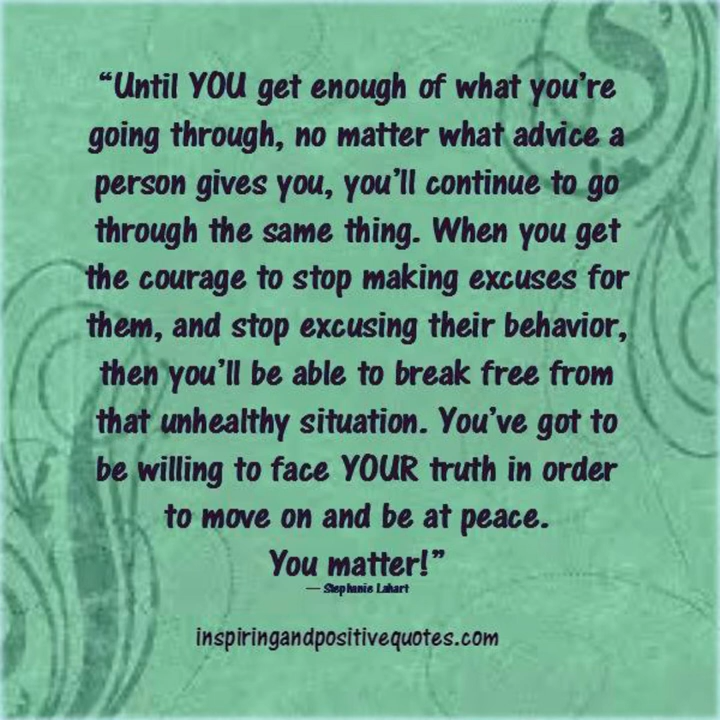 “Until YOU get enough of what you’re
going through, no matter what advice a
person gives you, you’ll continue to go
through the same thing. When you get
the courage to stop making excuses for
them, and stop excusing their behavior,
then you’ll be able to break free from
that unhealthy situation. You’ve got to
be willing to face YOUR truth in order
to move on and be at peace.
You matter!”
— Stephanie Lahart
inspiringandpositivequotes.com